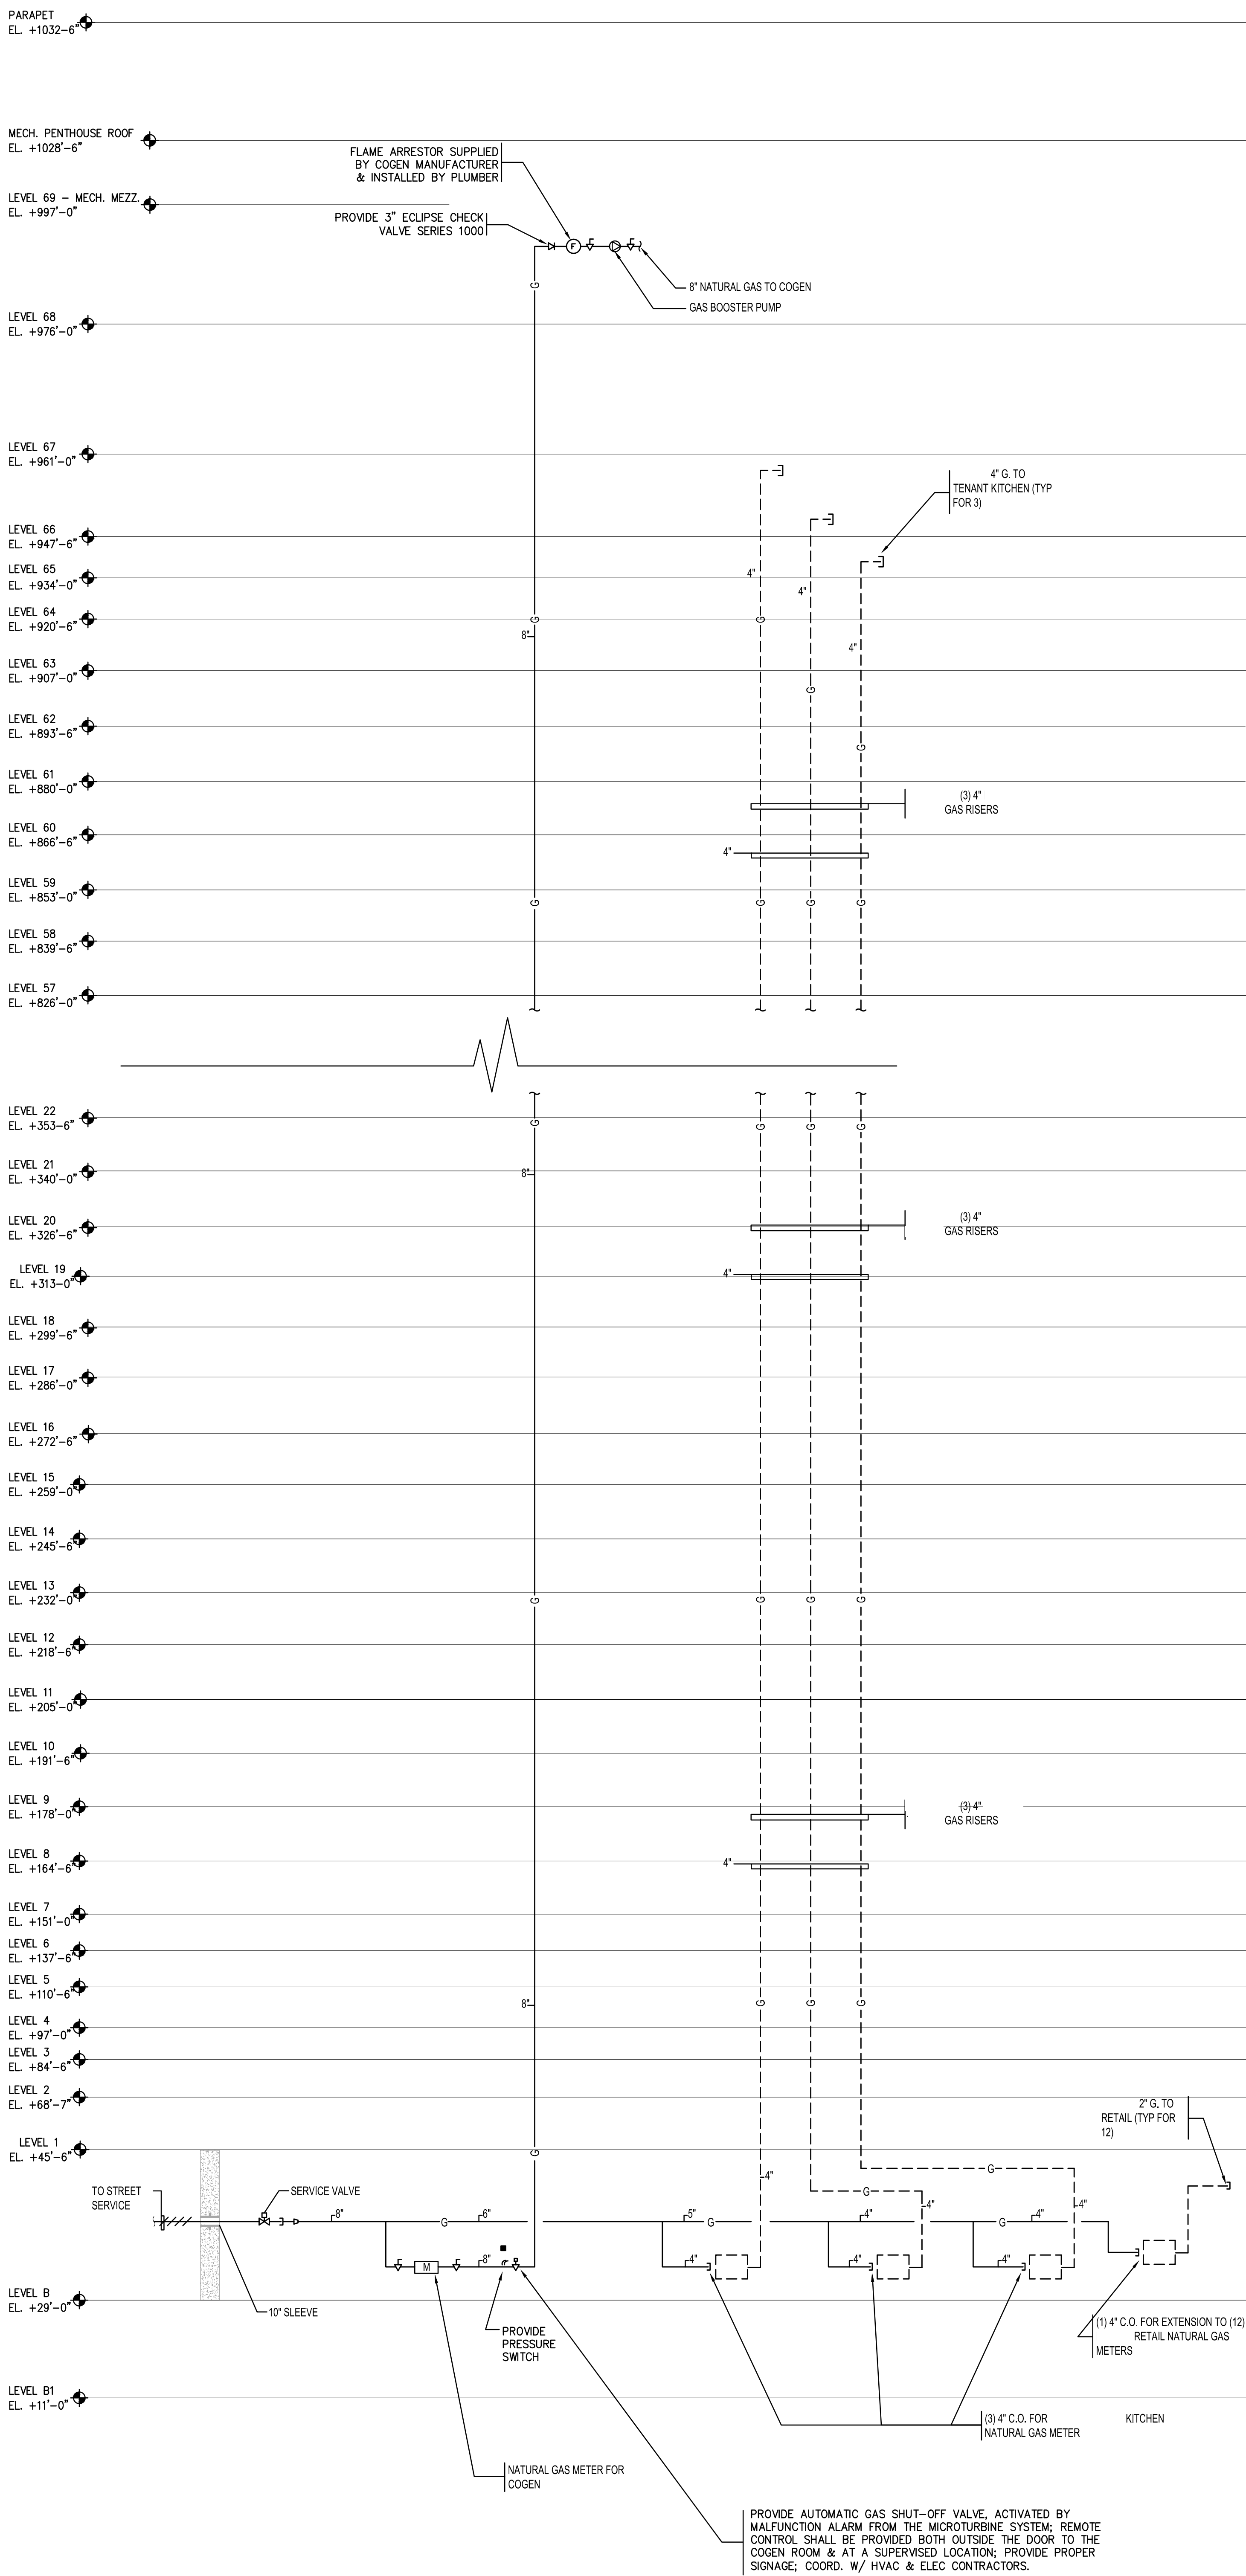 PARAPET
EL. +1032-6"
MECH. PENTHOUSE ROOF
EL. +1028'-6"
FLAME ARRESTOR SUPPLIED
BY COGEN MANUFACTURER
& INSTALLED BY PLUMBER
LEVEL 69 - MECH. MEZZ.
EL. +997'-0"
PROVIDE 3" ECLIPSE CHECK
VALVE SERIES 1000
F
G
8" NATURAL GAS TO COGEN
GAS BOOSTER PUMP
LEVEL 68
EL. +976'-0"
LEVEL 67
EL. +961'-0"
4" G. TO
TENANT KITCHEN (TYP
FOR 3)
LEVEL 66
EL. +947'-6"
LEVEL 65
EL. +934'-0"
4"
4"
LEVEL 64
EL. +920'-6"
G
G
8"
4"
LEVEL 63
EL. +907'-0"
G
LEVEL 62
EL. +893'-6"
G
LEVEL 61
EL. +880'-0"
(3) 4"
GAS RISERS
LEVEL 60
EL. +866'-6"
4"
LEVEL 59
EL. +853'-0"
G G G G
LEVEL 58
EL. +839'-6"
LEVEL 57
EL. +826'-0"
LEVEL 22
EL. +353-6"
G G G G
LEVEL 21
EL. +340'-0"
8"
LEVEL 20
EL. +326'-6"
(3) 4"
GAS RISERS
LEVEL 19
EL. +313-0"
4"
LEVEL 18
EL. +299'-6"
LEVEL 17
EL. +286'-0"
LEVEL 16
EL. +272'-6"
LEVEL 15
EL. +259'-0"
LEVEL 14
EL. +245'-6"
LEVEL 13
EL. +232'-0"
G G G G
LEVEL 12
EL. +218'-6"
LEVEL 11
EL. +205'-0"
LEVEL 10
EL. +191'-6"
LEVEL 9
EL. +178'-0"
(3) 4"
GAS RISERS
LEVEL 8
EL. +164'-6"
4"
LEVEL 7
EL. +151'-0"
LEVEL 6
EL. +137'-6"
LEVEL 5
EL. +110'-6"
8" G G G
LEVEL 4
EL. +97'-0"
LEVEL 3
EL. +84'-6"
LEVEL 2
EL. +68'-7"
2" G. TO
RETAIL (TYP FOR
12)
LEVEL 1
EL. +45'-6"
G
G
4"
TO STREET
SERVICE
SERVICE VALVE
G
4" 4"
8" G 6" 5" G 4" G 4"
M 8" 4" 4" 4"
LEVEL B
EL. +29'-0"
10" SLEEVE
PROVIDE
PRESSURE
SWITCH
(1) 4" C.O. FOR EXTENSION TO (12)
RETAIL NATURAL GAS
METERS
LEVEL B1
EL. +11'-0"
(3) 4" C.O. FOR KITCHEN
NATURAL GAS METER
NATURAL GAS METER FOR
COGEN
PROVIDE AUTOMATIC GAS SHUT-OFF VALVE, ACTIVATED BY
MALFUNCTION ALARM FROM THE MICROTURBINE SYSTEM; REMOTE
CONTROL SHALL BE PROVIDED BOTH OUTSIDE THE DOOR TO THE
COGEN ROOM & AT A SUPERVISED LOCATION; PROVIDE PROPER
SIGNAGE; COORD. W/ HVAC & ELEC CONTRACTORS.